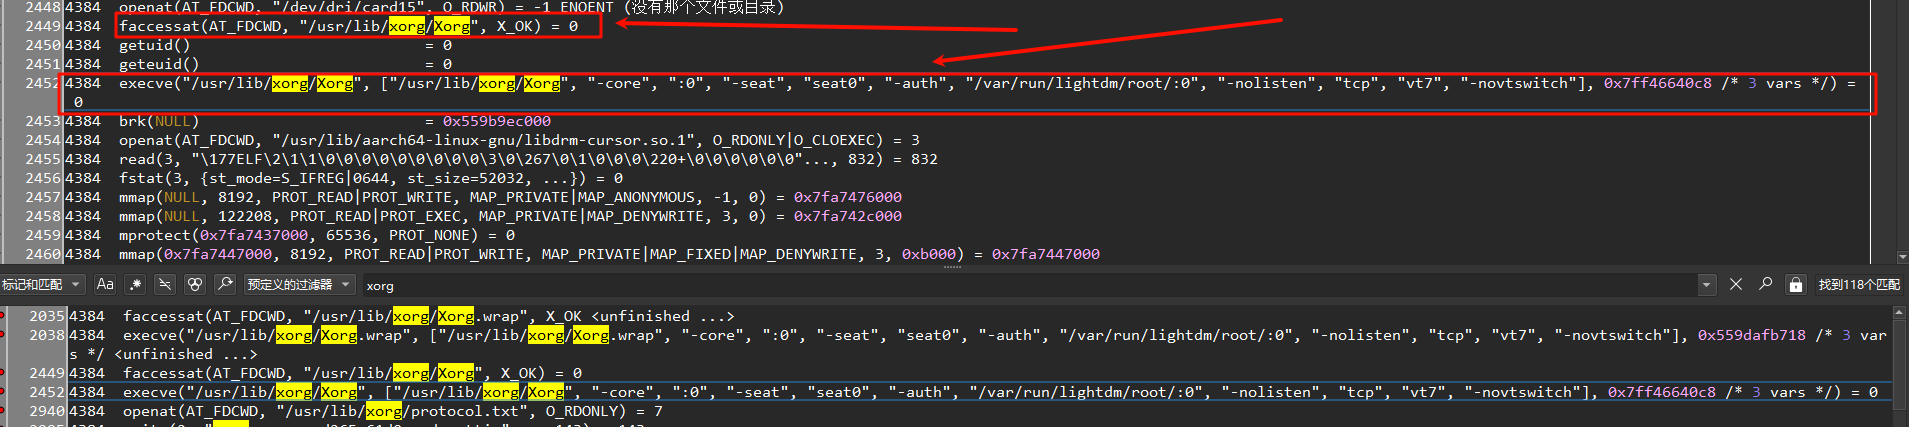 2448 4384 openat(AT_FDCWD, "/dev/dri/card15", O_RDWR) = -1 ENOENT (没有那个文件或目录)
2449 4384 faccessat(AT_FDCWD, "/usr/lib/xorg/Xorg", X_OK) = 0
2450 4384 getuid() = 0
2451 4384 geteuid() = 0
2452 4384 execve("/usr/lib/xorg/Xorg", ["/usr/lib/xorg/Xorg", "-core", ":0", "-seat", "seat0", "-auth", "/var/run/lightdm/root/:0", "-nolisten", "tcp", "vt7", "-novtswitch"], 0x7ff46640c8 /* 3 vars */) =
0
2453 4384 brk(NULL) = 0x559b9ec000
2454 4384 openat(AT_FDCWD, "/usr/lib/aarch64-linux-gnu/libdrm-cursor.so.1", O_RDONLY|O_CLOEXEC) = 3
2455 4384 read(3, "\177ELF\2\1\1\0\0\0\0\0\0\0\0\0\3\0\267\0\1\0\0\0\220+\0\0\0\0\0\0"..., 832) = 832
2456 4384 fstat(3, {st_mode=S_IFREG|0644, st_size=52032, ...}) = 0
2457 4384 mmap(NULL, 8192, PROT_READ|PROT_WRITE, MAP_PRIVATE|MAP_ANONYMOUS, -1, 0) = 0x7fa7476000
2458 4384 mmap(NULL, 122208, PROT_READ|PROT_EXEC, MAP_PRIVATE|MAP_DENYWRITE, 3, 0) = 0x7fa742c000
2459 4384 mprotect(0x7fa7437000, 65536, PROT_NONE) = 0
2460 4384 mmap(0x7fa7447000, 8192, PROT_READ|PROT_WRITE, MAP_PRIVATE|MAP_FIXED|MAP_DENYWRITE, 3, 0xb000) = 0x7fa7447000
标记和匹配 Aa .* 预定义的过滤器 xorg 找到118个匹配
2035 4384 faccessat(AT_FDCWD, "/usr/lib/xorg/Xorg.wrap", X_OK <unfinished ...>
2038 4384 execve("/usr/lib/xorg/Xorg.wrap", ["/usr/lib/xorg/Xorg.wrap", "-core", ":0", "-seat", "seat0", "-auth", "/var/run/lightdm/root/:0", "-nolisten", "tcp", "vt7", "-novtswitch"], 0x559dafb718 /* 3 var
s */ <unfinished ...>
2449 4384 faccessat(AT_FDCWD, "/usr/lib/xorg/Xorg", X_OK) = 0
2452 4384 execve("/usr/lib/xorg/Xorg", ["/usr/lib/xorg/Xorg", "-core", ":0", "-seat", "seat0", "-auth", "/var/run/lightdm/root/:0", "-nolisten", "tcp", "vt7", "-novtswitch"], 0x7ff46640c8 /* 3 vars */) = 0
2940 4384 openat(AT_FDCWD, "/usr/lib/xorg/protocol.txt", O_RDONLY) = 7